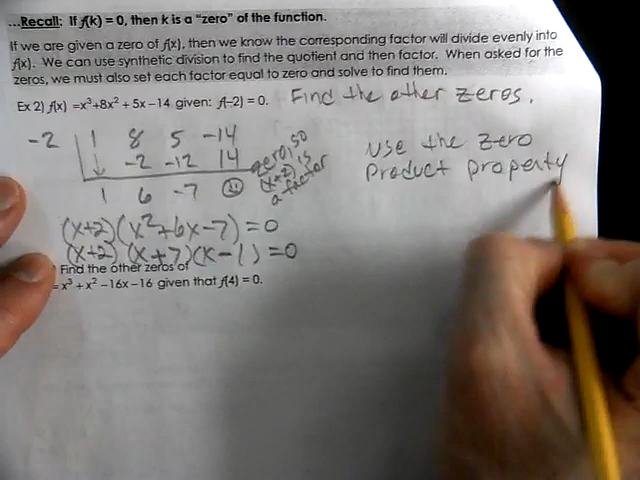 ...Recall: If f(k) = 0, then k is a "zero" of the function.
If we are given a zero of f(x), then we know the corresponding factor will divide evenly into
f(x). We can use synthetic division to find the quotient and then factor. When asked for the
zeros, we must also set each factor equal to zero and solve to find them.
Ex 2) f(x) =x³+8x² + 5x −14 given: f(−2) = 0. Find the other zeros.
-2 | 1 8 5 -14
↓ -2 -12 14
1 6 -7
zero, so
(x+2) is
a factor
use the zero
product property
(x+2)(x²+6x-7)=0
(x+2)(x+7)(x-1)=0
Find the other zeros of
= x³ + x² −16x −16 given that f(4) = 0.